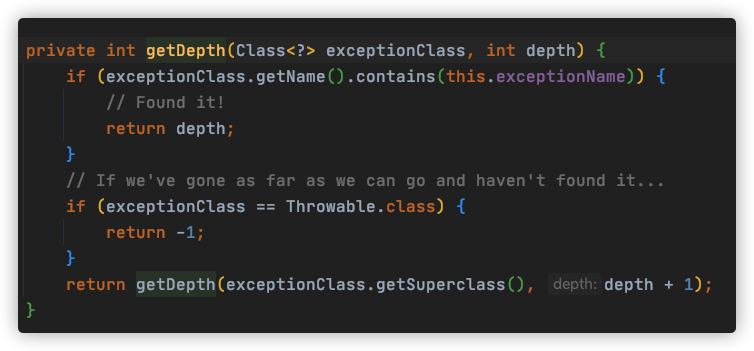 private int getDepth(Class<?> exceptionClass, int depth) {
    if (exceptionClass.getName().contains(this.exceptionName)) {
        // Found it!
        return depth;
    }
    // If we've gone as far as we can go and haven't found it...
    if (exceptionClass == Throwable.class) {
        return -1;
    }
    return getDepth(exceptionClass.getSuperclass(), depth: depth + 1);
}